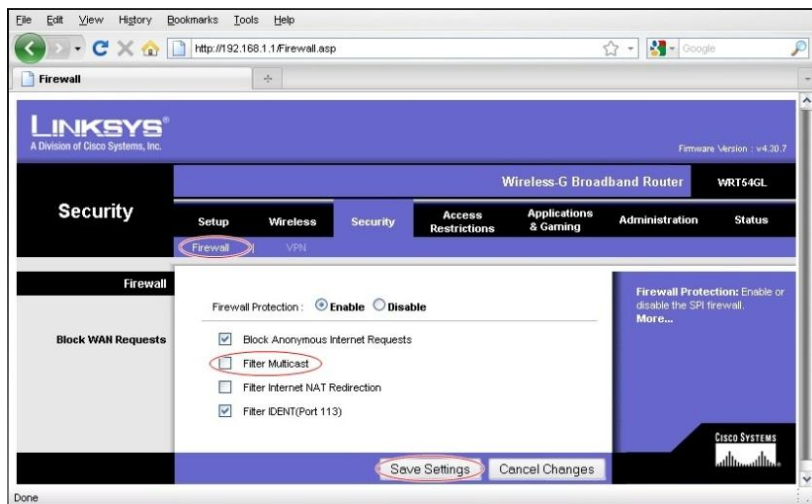 File Edit View History Bookmarks Tools Help
http://192.168.1.1/Firewall.asp
Google
Firewall
LINKSYS®
A Division of Cisco Systems, Inc.
Firmware Version : v4.30.7
Wireless-G Broadband Router WRT54GL
Security
Setup Wireless Security Access Restrictions Applications & Gaming Administration Status
Firewall | VPN
Firewall
Firewall Protection : Enable Disable
Block WAN Requests
Block Anonymous Internet Requests
Filter Multicast
Filter Internet NAT Redirection
Filter IDENT(Port 113)
Firewall Protection: Enable or
disable the SPI firewall.
More...
Save Settings Cancel Changes
CISCO SYSTEMS
Done